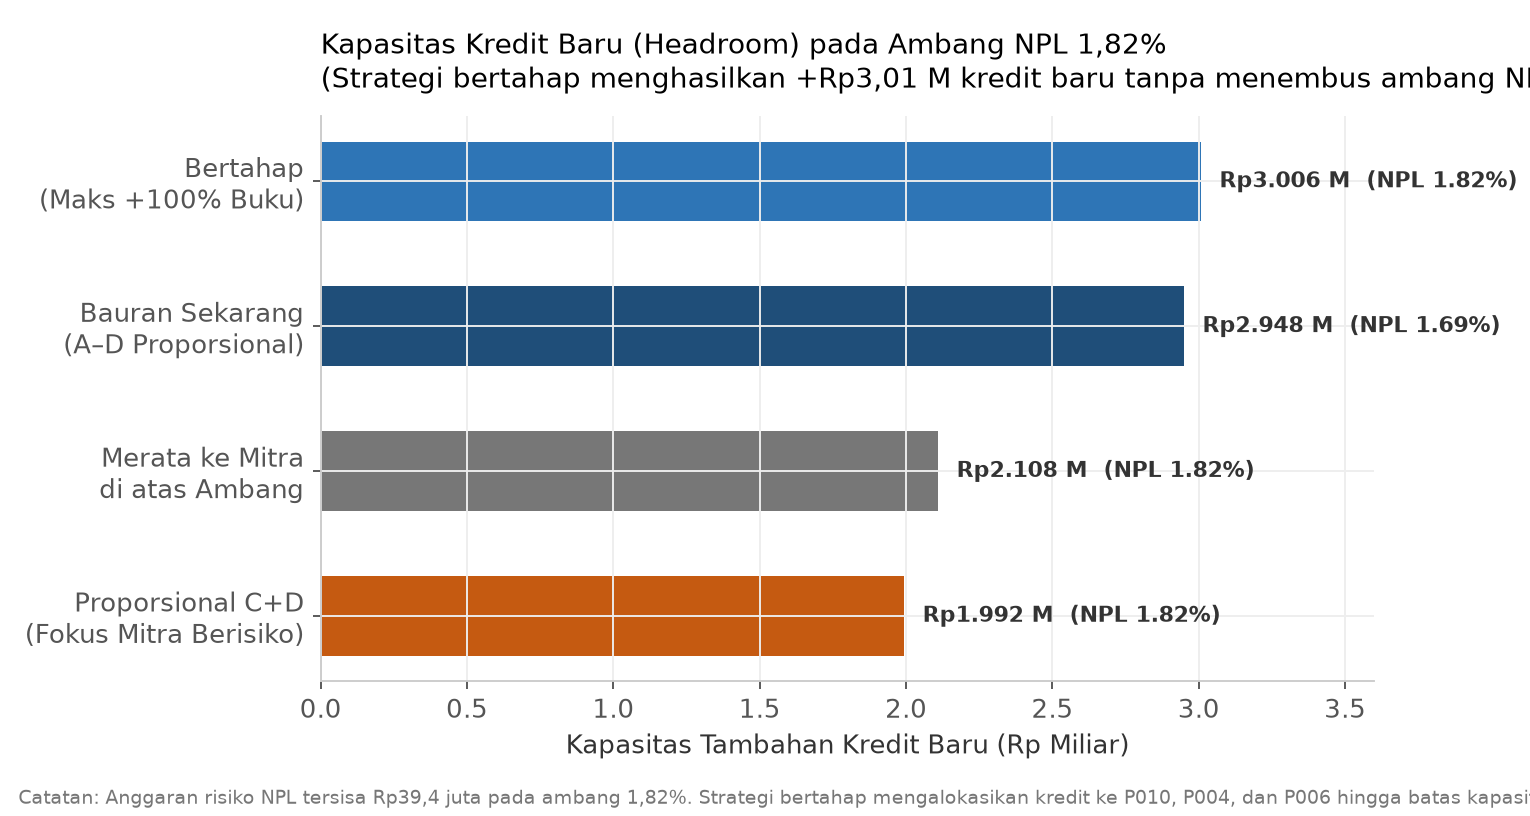 Kapasitas Kredit Baru (Headroom) pada Ambang NPL 1,82%
(Strategi bertahap menghasilkan +Rp3,01 M kredit baru tanpa menembus ambang
Bertahap
(Maks +100% Buku)
Rp3.006 M (NPL 1.82%)
Bauran Sekarang
(A–D Proporsional)
Rp2.948 M (NPL 1.69%)
Merata ke Mitra
di atas Ambang
Rp2.108 M (NPL 1.82%)
Proporsional C+D
(Fokus Mitra Berisiko)
Rp1.992 M (NPL 1.82%)
0.0 0.5 1.0 1.5 2.0 2.5 3.0 3.5
Kapasitas Tambahan Kredit Baru (Rp Miliar)
Catatan: Anggaran risiko NPL tersisa Rp39,4 juta pada ambang 1,82%. Strategi bertahap mengalokasikan kredit ke P010, P004, dan P006 hingga batas